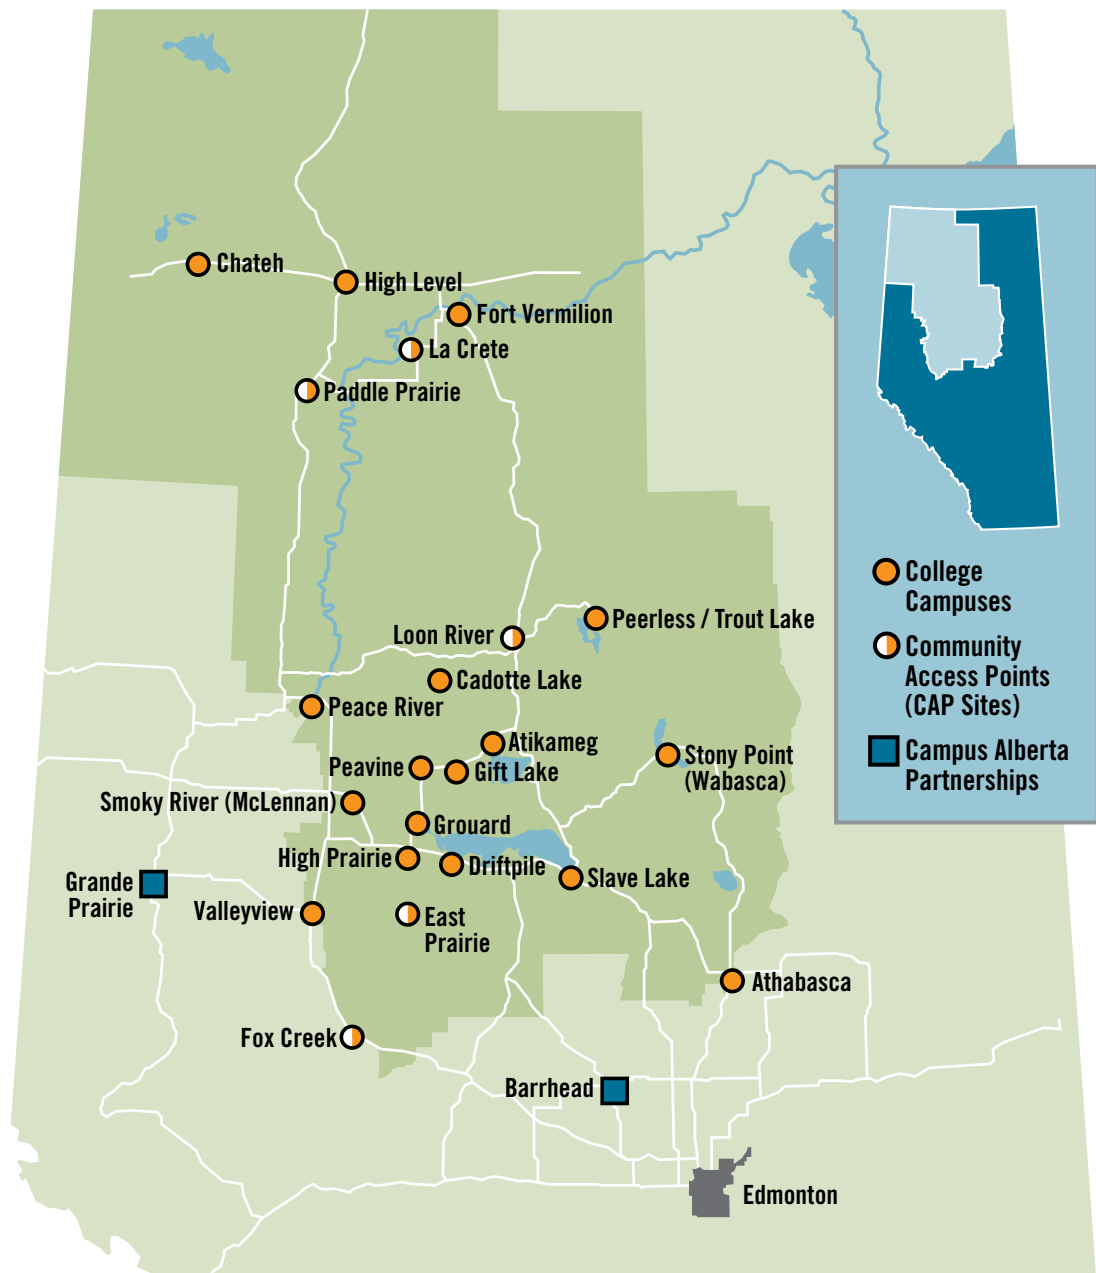 Chateh
High Level
Fort Vermilion
La Crete
Paddle Prairie
Loon River
Peerless / Trout Lake
Cadotte Lake
Peace River
Atikameg
Stony Point
(Wabasca)
Peavine
Gift Lake
Smoky River (McLennan)
Grouard
High Prairie
Driftpile
Slave Lake
Grande
Prairie
Valleyview
East
Prairie
Athabasca
Fox Creek
Barrhead
Edmonton
College
Campuses
Community
Access Points
(CAP Sites)
Campus Alberta
Partnerships